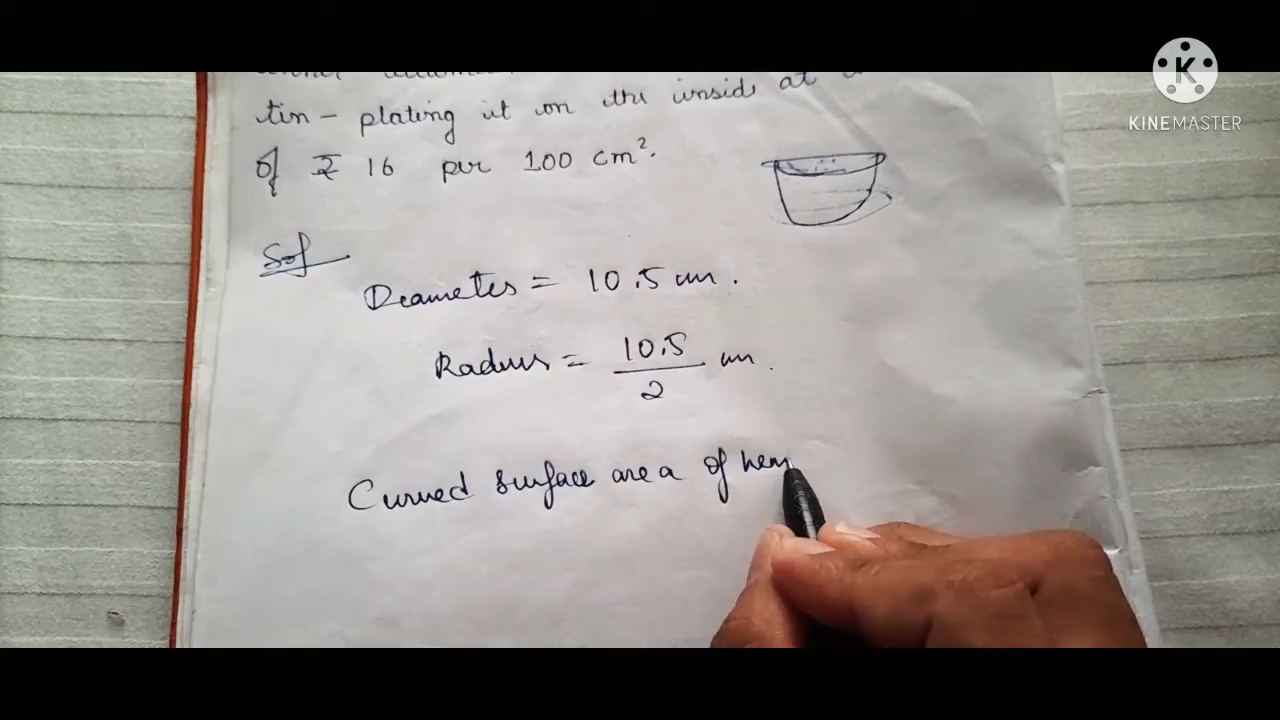 tin - plating it on the inside at
of ₹ 16 per 100 cm².
Sol
Diameter = 10.5 cm.
Radius = 10.5/2 cm.
Curved surface area of hem
K
KINEMASTER